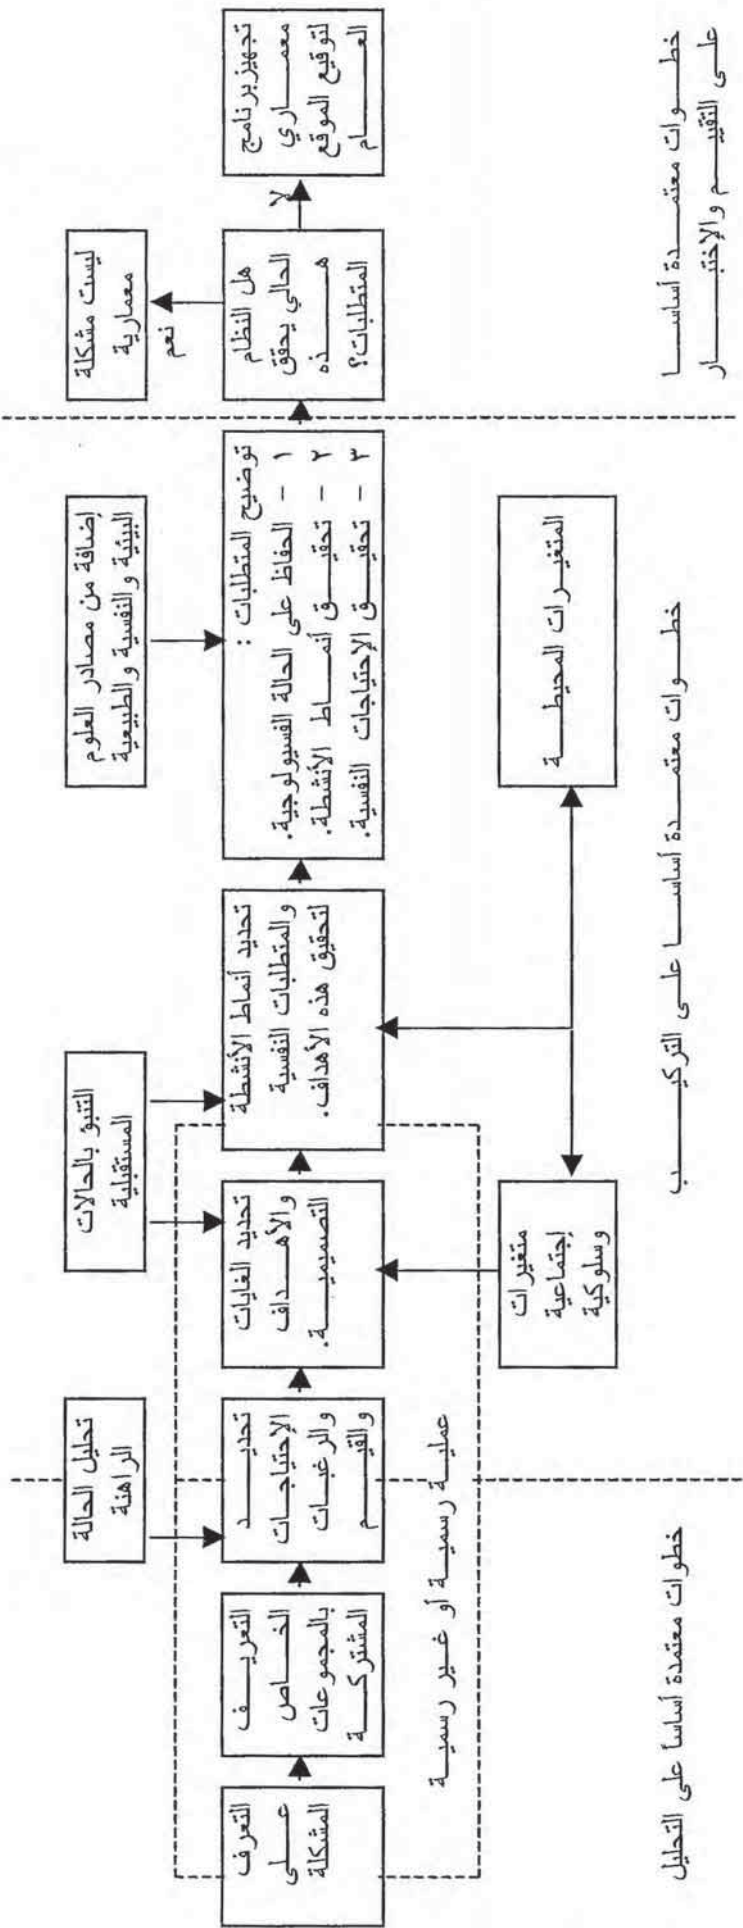 التعرف
على
المشكلة
التعريف
الخاص
بالمجموعات
المشتركة
تحديد
الإحتياجات
والرغبات
والقيم
تحديد الغايات
والأهداف
التصميمية.
تحديد أنماط الأنشطة
والمتطلبات النفسية
لتحقيق هذه الأهداف.
توضيح المتطلبات :
١ - الحفاظ على الحالة الفسيولوجية.
٢ - تحقيق أنماط الأنشطة.
٣ - تحقيق الإحتياجات النفسية.
هل النظام
الحالي يحقق
هذه
المتطلبات؟
لا
تجهيز برنامج
معماري
لتوقيع الموقع
العام
نعم
ليست مشكلة
معمارية
تحليل الحالة
الراهنة
التنبؤ بالحالات
المستقبلية
إضافة من مصادر العلوم
البيئية والنفسية والطبيعية
عملية رسمية أو غير رسمية
متغيرات
إجتماعية
وسلوكية
المتغيرات المحيطة
خطوات معتمدة أساساً على التحليل
خطوات معتمدة أساسا على التركيب
خطوات معتمدة أساسا
على التقييم والإختبار